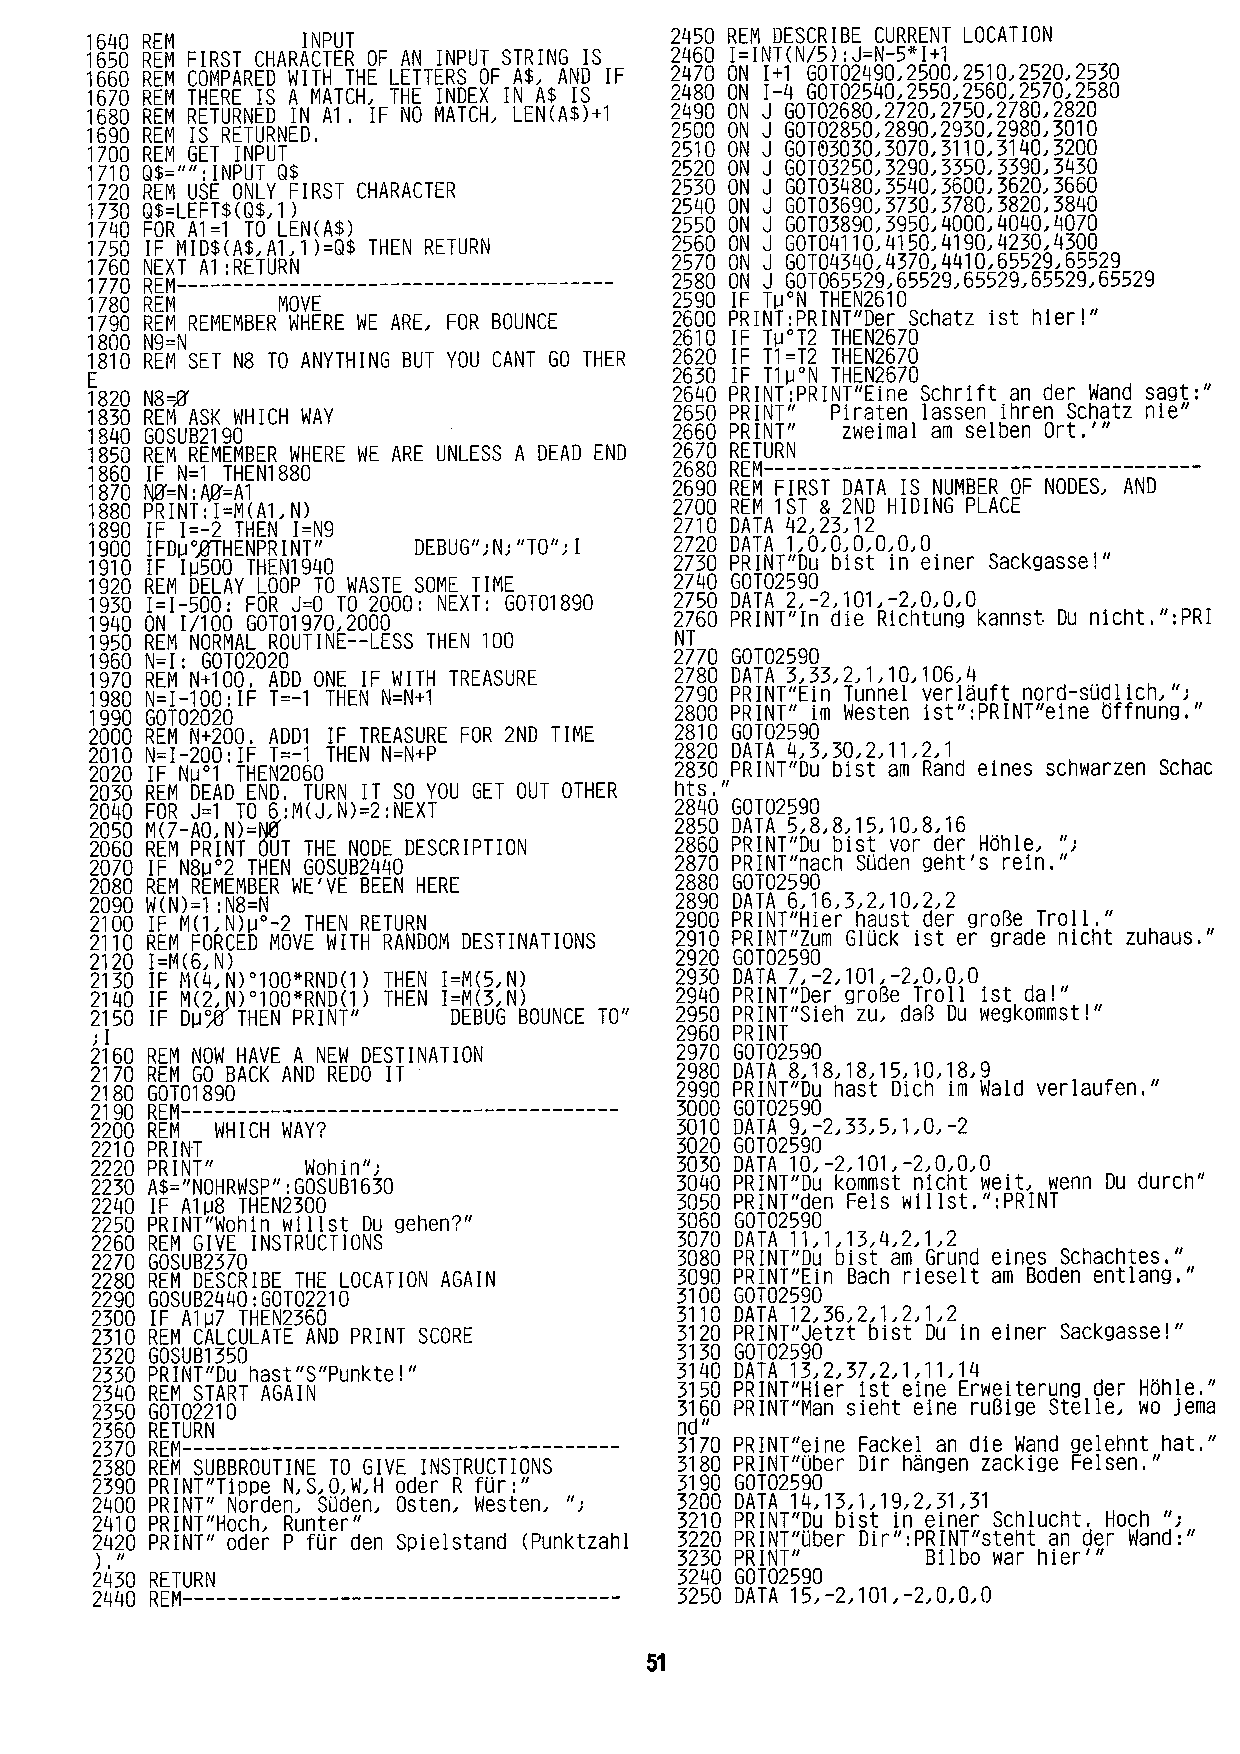 1640 REM           INPUT
1650 REM FIRST CHARACTER OF AN INPUT STRING IS
1660 REM COMPARED WITH THE LETTERS OF A$, AND IF
1670 REM THERE IS A MATCH, THE INDEX IN A$ IS
1680 REM RETURNED IN A1. IF NO MATCH, LEN(A$)+1
1690 REM IS RETURNED.
1700 REM GET INPUT
1710 Q$="":INPUT Q$
1720 REM USE ONLY FIRST CHARACTER
1730 Q$=LEFT$(Q$,1)
1740 FOR A1=1 TO LEN(A$)
1750 IF MID$(A$,A1,1)=Q$ THEN RETURN
1760 NEXT A1:RETURN
1770 REM---------------------------------------
1780 REM         MOVE
1790 REM REMEMBER WHERE WE ARE, FOR BOUNCE
1800 N9=N
1810 REM SET N8 TO ANYTHING BUT YOU CANT GO THER
E
1820 N8=Ø
1830 REM ASK WHICH WAY
1840 GOSUB2190
1850 REM REMEMBER WHERE WE ARE UNLESS A DEAD END
1860 IF N=1 THEN1880
1870 NØ=N:AØ=A1
1880 PRINT:I=M(A1,N)
1890 IF I=-2 THEN I=N9
1900 IFDµ°ØTHENPRINT"        DEBUG";N;"TO";I
1910 IF Iµ500 THEN1940
1920 REM DELAY LOOP TO WASTE SOME TIME
1930 I=I-500: FOR J=0 TO 2000: NEXT: GOTO1890
1940 ON I/100 GOTO1970,2000
1950 REM NORMAL ROUTINE--LESS THEN 100
1960 N=I: GOTO2020
1970 REM N+100. ADD ONE IF WITH TREASURE
1980 N=I-100:IF T=-1 THEN N=N+1
1990 GOTO2020
2000 REM N+200. ADD1 IF TREASURE FOR 2ND TIME
2010 N=I-200:IF T=-1 THEN N=N+P
2020 IF Nµ°1 THEN2060
2030 REM DEAD END. TURN IT SO YOU GET OUT OTHER
2040 FOR J=1 TO 6:M(J,N)=2:NEXT
2050 M(7-AO,N)=NØ
2060 REM PRINT OUT THE NODE DESCRIPTION
2070 IF N8µ°2 THEN GOSUB2440
2080 REM REMEMBER WE'VE BEEN HERE
2090 W(N)=1:N8=N
2100 IF M(1,N)µ°-2 THEN RETURN
2110 REM FORCED MOVE WITH RANDOM DESTINATIONS
2120 I=M(6,N)
2130 IF M(4,N)°100*RND(1) THEN I=M(5,N)
2140 IF M(2,N)°100*RND(1) THEN I=M(3,N)
2150 IF Dµ°Ø THEN PRINT"        DEBUG BOUNCE TO"
;I
2160 REM NOW HAVE A NEW DESTINATION
2170 REM GO BACK AND REDO IT
2180 GOTO1890
2190 REM---------------------------------------
2200 REM   WHICH WAY?
2210 PRINT
2220 PRINT"        Wohin";
2230 A$="NOHRWSP":GOSUB1630
2240 IF A1µ8 THEN2300
2250 PRINT"Wohin willst Du gehen?"
2260 REM GIVE INSTRUCTIONS
2270 GOSUB2370
2280 REM DESCRIBE THE LOCATION AGAIN
2290 GOSUB2440:GOTO2210
2300 IF A1µ7 THEN2360
2310 REM CALCULATE AND PRINT SCORE
2320 GOSUB1350
2330 PRINT"Du hast"S"Punkte!"
2340 REM START AGAIN
2350 GOTO2210
2360 RETURN
2370 REM---------------------------------------
2380 REM SUBBROUTINE TO GIVE INSTRUCTIONS
2390 PRINT"Tippe N,S,O,W,H oder R für:"
2400 PRINT" Norden, Süden, Osten, Westen, ";
2410 PRINT"Hoch, Runter"
2420 PRINT" oder P für den Spielstand (Punktzahl
)."
2430 RETURN
2440 REM---------------------------------------
2450 REM DESCRIBE CURRENT LOCATION
2460 I=INT(N/5):J=N-5*I+1
2470 ON I+1 GOTO2490,2500,2510,2520,2530
2480 ON I-4 GOTO2540,2550,2560,2570,2580
2490 ON J GOTO2680,2720,2750,2780,2820
2500 ON J GOTO2850,2890,2930,2980,3010
2510 ON J GOTO3030,3070,3110,3140,3200
2520 ON J GOTO3250,3290,3350,3390,3430
2530 ON J GOTO3480,3540,3600,3620,3660
2540 ON J GOTO3690,3730,3780,3820,3840
2550 ON J GOTO3890,3950,4000,4040,4070
2560 ON J GOTO4110,4150,4190,4230,4300
2570 ON J GOTO4340,4370,4410,65529,65529
2580 ON J GOTO65529,65529,65529,65529,65529
2590 IF Tµ°N THEN2610
2600 PRINT:PRINT"Der Schatz ist hier!"
2610 IF Tµ°T2 THEN2670
2620 IF T1=T2 THEN2670
2630 IF T1µ°N THEN2670
2640 PRINT:PRINT"Eine Schrift an der Wand sagt:"
2650 PRINT"   Piraten lassen ihren Schatz nie"
2660 PRINT"    zweimal am selben Ort.'"
2670 RETURN
2680 REM---------------------------------------
2690 REM FIRST DATA IS NUMBER OF NODES, AND
2700 REM 1ST & 2ND HIDING PLACE
2710 DATA 42,23,12
2720 DATA 1,0,0,0,0,0,0
2730 PRINT"Du bist in einer Sackgasse!"
2740 GOTO2590
2750 DATA 2,-2,101,-2,0,0,0
2760 PRINT"In die Richtung kannst Du nicht.":PRI
NT
2770 GOTO2590
2780 DATA 3,33,2,1,10,106,4
2790 PRINT"Ein Tunnel verläuft nord-südlich,";
2800 PRINT" im Westen ist":PRINT"eine Öffnung."
2810 GOTO2590
2820 DATA 4,3,30,2,11,2,1
2830 PRINT"Du bist am Rand eines schwarzen Schac
hts."
2840 GOTO2590
2850 DATA 5,8,8,15,10,8,16
2860 PRINT"Du bist vor der Höhle, ";
2870 PRINT"nach Süden geht's rein."
2880 GOTO2590
2890 DATA 6,16,3,2,10,2,2
2900 PRINT"Hier haust der große Troll."
2910 PRINT"Zum Glück ist er grade nicht zuhaus."
2920 GOTO2590
2930 DATA 7,-2,101,-2,0,0,0
2940 PRINT"Der große Troll ist da!"
2950 PRINT"Sieh zu, daß Du wegkommst!"
2960 PRINT
2970 GOTO2590
2980 DATA 8,18,18,15,10,18,9
2990 PRINT"Du hast Dich im Wald verlaufen."
3000 GOTO2590
3010 DATA 9,-2,33,5,1,0,-2
3020 GOTO2590
3030 DATA 10,-2,101,-2,0,0,0
3040 PRINT"Du kommst nicht weit, wenn Du durch"
3050 PRINT"den Fels willst.":PRINT
3060 GOTO2590
3070 DATA 11,1,13,4,2,1,2
3080 PRINT"Du bist am Grund eines Schachtes."
3090 PRINT"Ein Bach rieselt am Boden entlang."
3100 GOTO2590
3110 DATA 12,36,2,1,2,1,2
3120 PRINT"Jetzt bist Du in einer Sackgasse!"
3130 GOTO2590
3140 DATA 13,2,37,2,1,11,14
3150 PRINT"Hier ist eine Erweiterung der Höhle."
3160 PRINT"Man sieht eine rußige Stelle, wo jema
nd"
3170 PRINT"eine Fackel an die Wand gelehnt hat."
3180 PRINT"Über Dir hängen zackige Felsen."
3190 GOTO2590
3200 DATA 14,13,1,19,2,31,31
3210 PRINT"Du bist in einer Schlucht. Hoch ";
3220 PRINT"über Dir":PRINT"steht an der Wand:"
3230 PRINT"           Bilbo war hier'"
3240 GOTO2590
3250 DATA 15,-2,101,-2,0,0,0
51